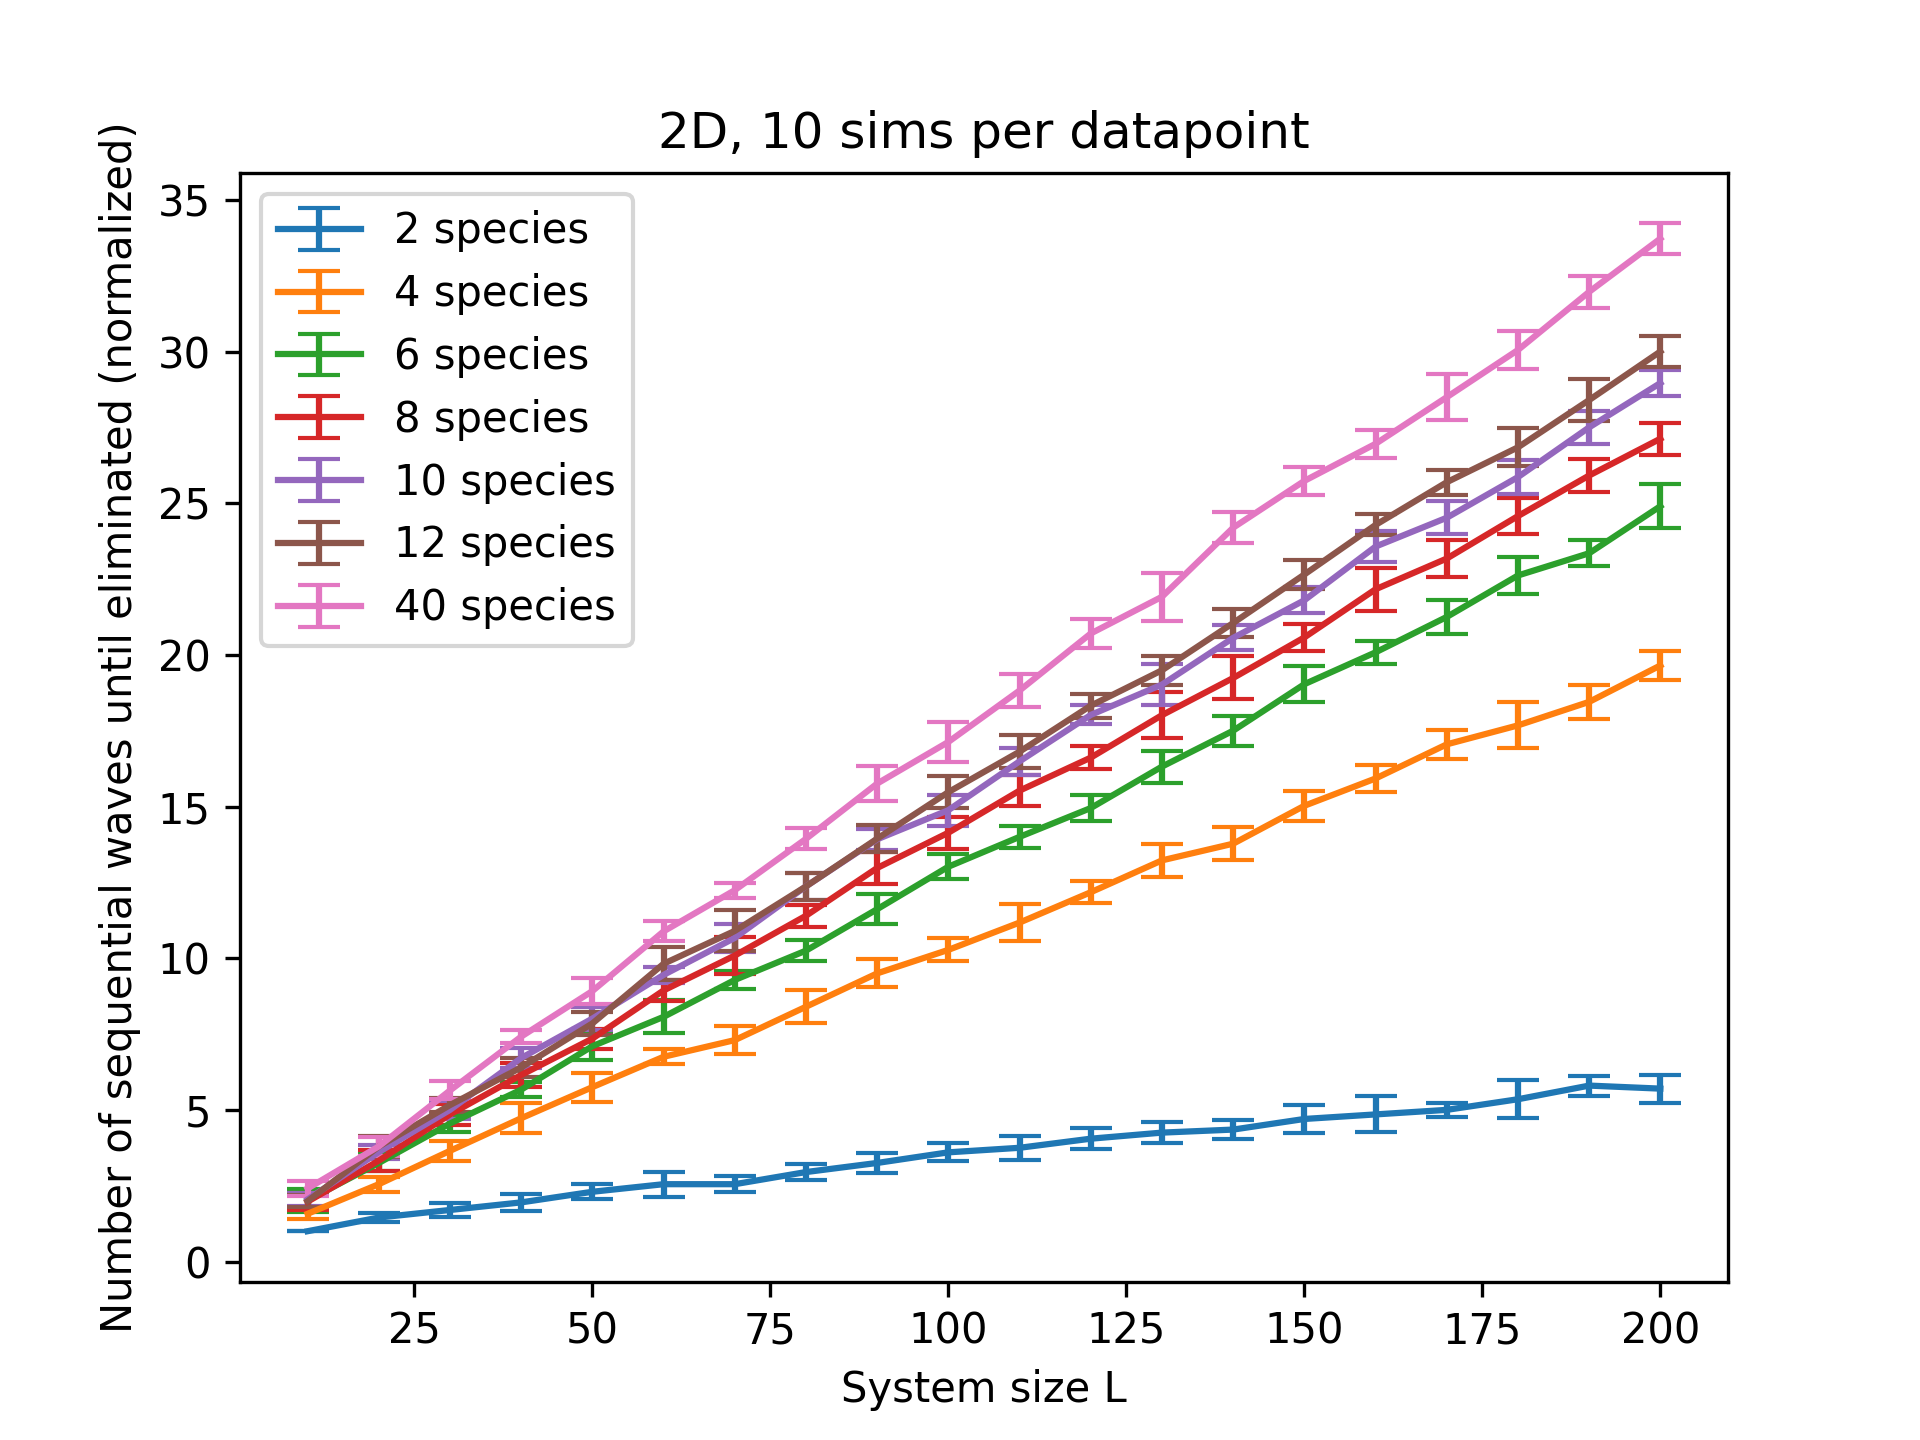 2D, 10 sims per datapoint
Number of sequential waves until eliminated (normalized)
35
30
25
20
15
10
5
0
2 species
4 species
6 species
8 species
10 species
12 species
40 species
25 50 75 100 125 150 175 200
System size L